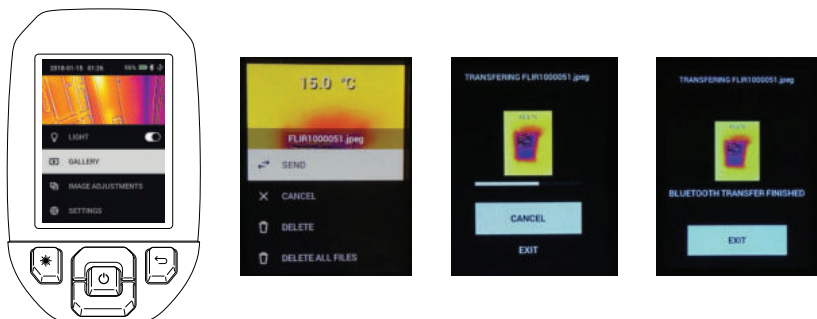 2018-01-18 01:26 55%
LIGHT
GALLERY
IMAGE ADJUSTMENTS
SETTINGS
15.0 °C
FLIR1000051.jpeg
SEND
CANCEL
DELETE
DELETE ALL FILES
TRANSFERING FLIR1000051.jpeg
CANCEL
EXIT
TRANSFERING FLIR1000051.jpeg
BLUETOOTH TRANSFER FINISHED
EXIT